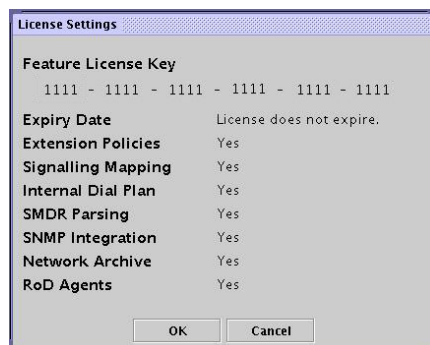 License Settings
Feature License Key
1111 - 1111 - 1111 - 1111 - 1111 - 1111
Expiry Date License does not expire.
Extension Policies Yes
Signalling Mapping Yes
Internal Dial Plan Yes
SMDR Parsing Yes
SNMP Integration Yes
Network Archive Yes
RoD Agents Yes
OK Cancel